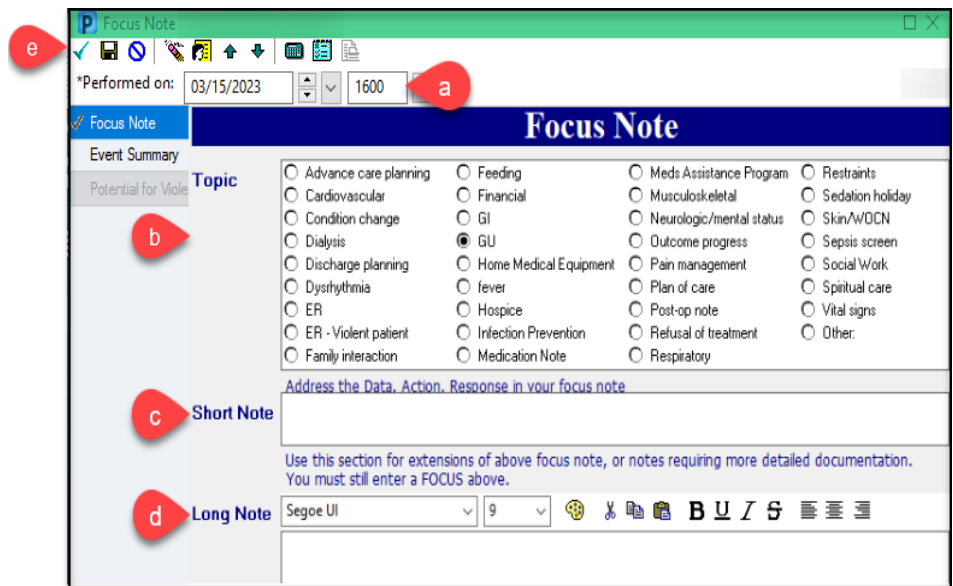 P Focus Note
e
*Performed on: 03/15/2023 1600 a
Focus Note Focus Note
Event Summary
Potential for Viole
Topic
b
Advance care planning Feeding Meds Assistance Program Restraints
Cardiovascular Financial Musculoskeletal Sedation holiday
Condition change GI Neurologic/mental status Skin/WOCN
Dialysis GU Outcome progress Sepsis screen
Discharge planning Home Medical Equipment Pain management Social Work
Dysrhythmia fever Plan of care Spiritual care
ER Hospice Post-op note Vital signs
ER - Violent patient Infection Prevention Refusal of treatment Other:
Family interaction Medication Note Respiratory
Address the Data, Action, Response in your focus note
c Short Note
Use this section for extensions of above focus note, or notes requiring more detailed documentation.
You must still enter a FOCUS above.
d Long Note Segoe UI 9 B U I S